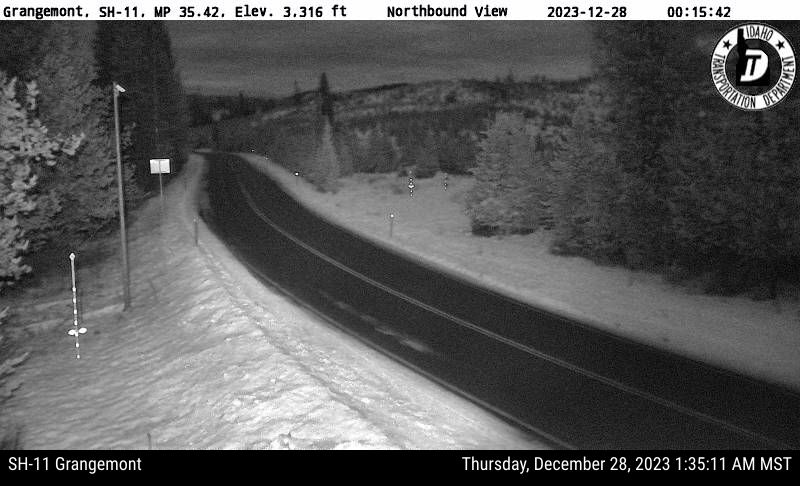 Grangemont, SH-11, MP 35.42, Elev. 3,316 ft Northbound View 2023-12-28 00:15:42
IDAHO
TRANSPORTATION DEPARTMENT
SH-11 Grangemont
Thursday, December 28, 2023 1:35:11 AM MST